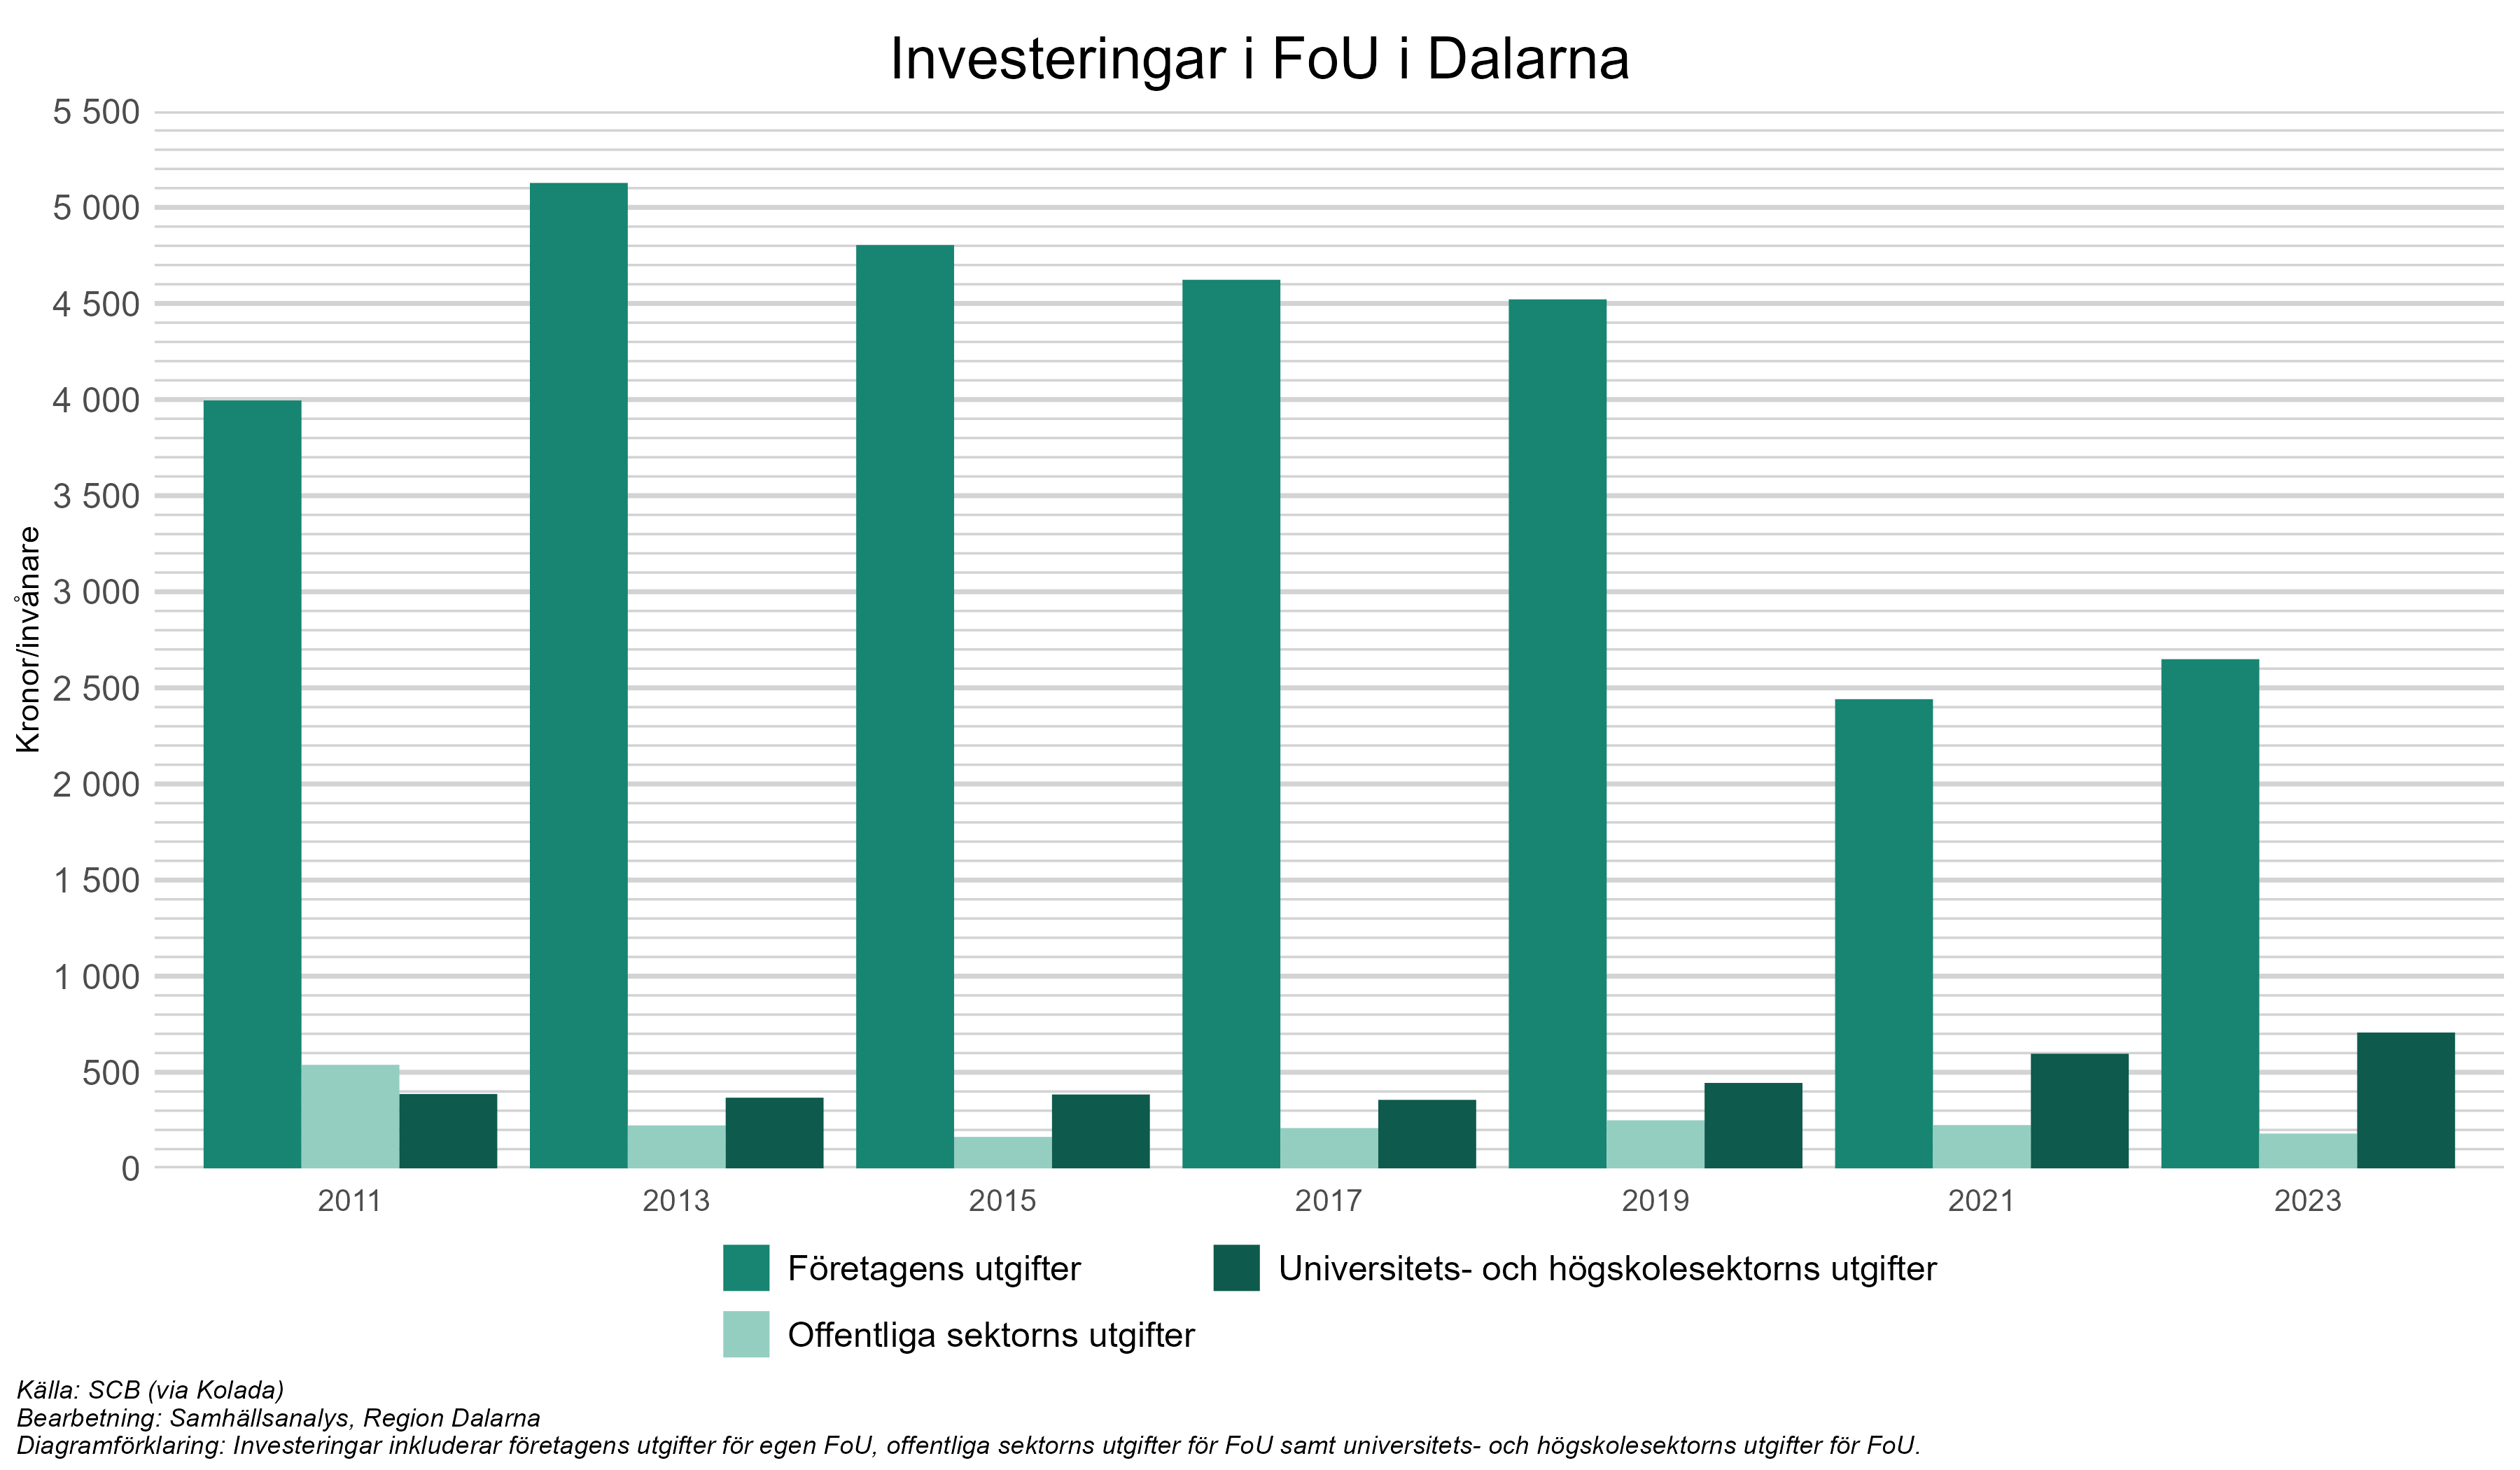 Investeringar i FoU i Dalarna
Kronor/invånare
5 500
5 000
4 500
4 000
3 500
3 000
2 500
2 000
1 500
1 000
500
0
2011 2013 2015 2017 2019 2021 2023
Företagens utgifter Universitets- och högskolesektorns utgifter
Offentliga sektorns utgifter
Källa: SCB (via Kolada)
Bearbetning: Samhällsanalys, Region Dalarna
Diagramförklaring: Investeringar inkluderar företagens utgifter för egen FoU, offentliga sektorns utgifter för FoU samt universitets- och högskolesektorns utgifter för FoU.